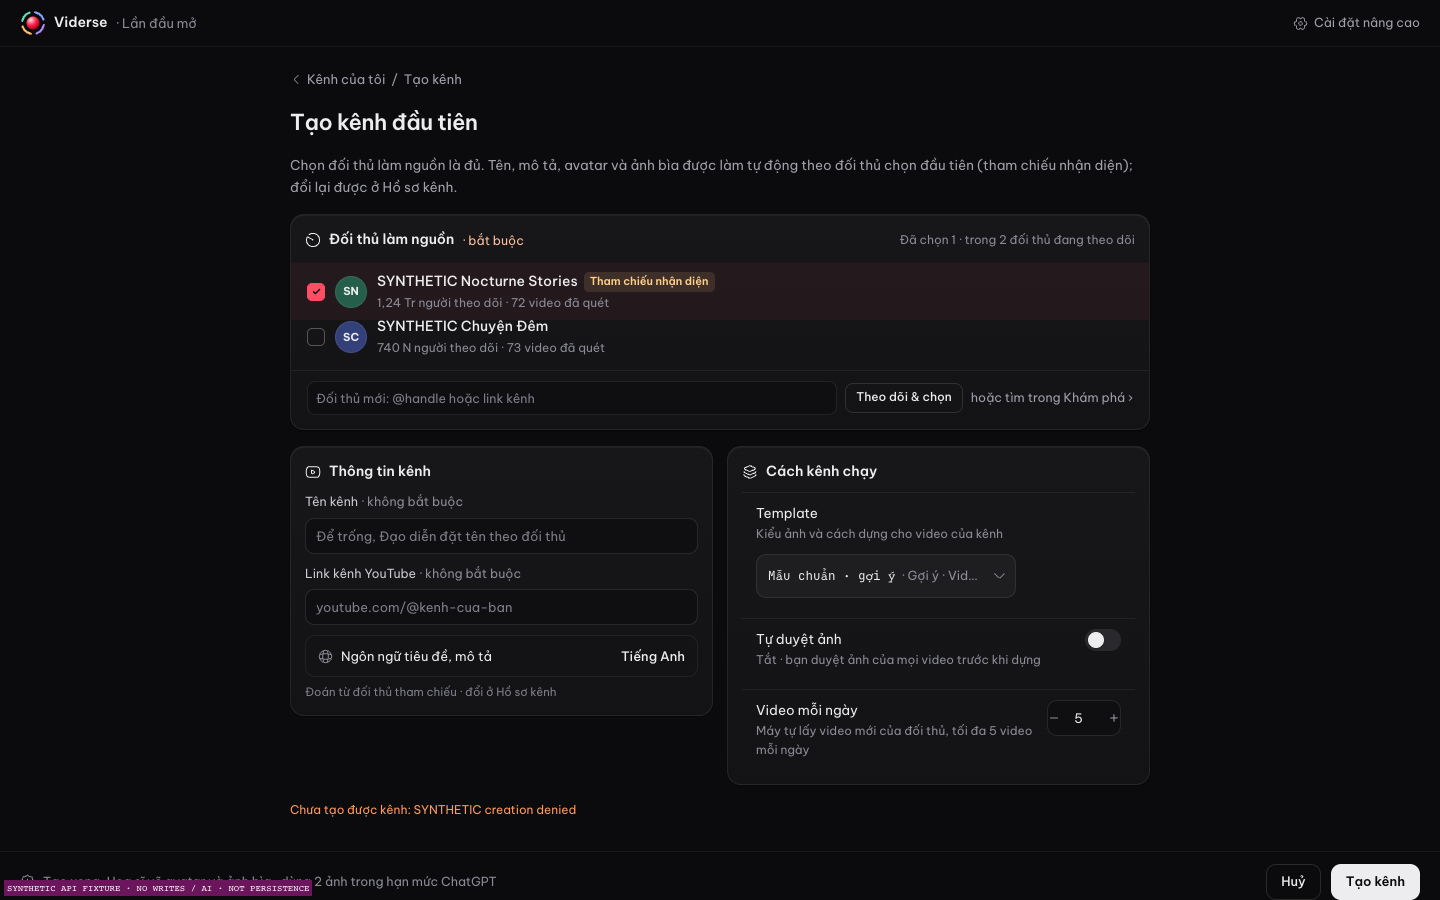 Viderse · Lần đầu mở
Cài đặt nâng cao
Kênh của tôi / Tạo kênh
Tạo kênh đầu tiên
Chọn đối thủ làm nguồn là đủ. Tên, mô tả, avatar và ảnh bìa được làm tự động theo đối thủ chọn đầu tiên (tham chiếu nhận diện);
đổi lại được ở Hồ sơ kênh.
Đối thủ làm nguồn · bắt buộc
Đã chọn 1 · trong 2 đối thủ đang theo dõi
SN
SYNTHETIC Nocturne Stories Tham chiếu nhận diện
1,24 Tr người theo dõi · 72 video đã quét
SC
SYNTHETIC Chuyện Đêm
740 N người theo dõi · 73 video đã quét
Đối thủ mới: @handle hoặc link kênh
Theo dõi & chọn
hoặc tìm trong Khám phá ›
Thông tin kênh
Tên kênh · không bắt buộc
Để trống, Đạo diễn đặt tên theo đối thủ
Link kênh YouTube · không bắt buộc
youtube.com/@kenh-cua-ban
Ngôn ngữ tiêu đề, mô tả
Tiếng Anh
Đoán từ đối thủ tham chiếu · đổi ở Hồ sơ kênh
Cách kênh chạy
Template
Kiểu ảnh và cách dựng cho video của kênh
Mẫu chuẩn · gợi ý · Gợi ý · Vid...
Tự duyệt ảnh
Tắt · bạn duyệt ảnh của mọi video trước khi dựng
Video mỗi ngày
− 5 +
Máy tự lấy video mới của đối thủ, tối đa 5 video
mỗi ngày
Chưa tạo được kênh: SYNTHETIC creation denied
2 ảnh trong hạn mức ChatGPT
SYNTHETIC API FIXTURE · NO WRITES / AI · NOT PERSISTENCE
Huỷ
Tạo kênh